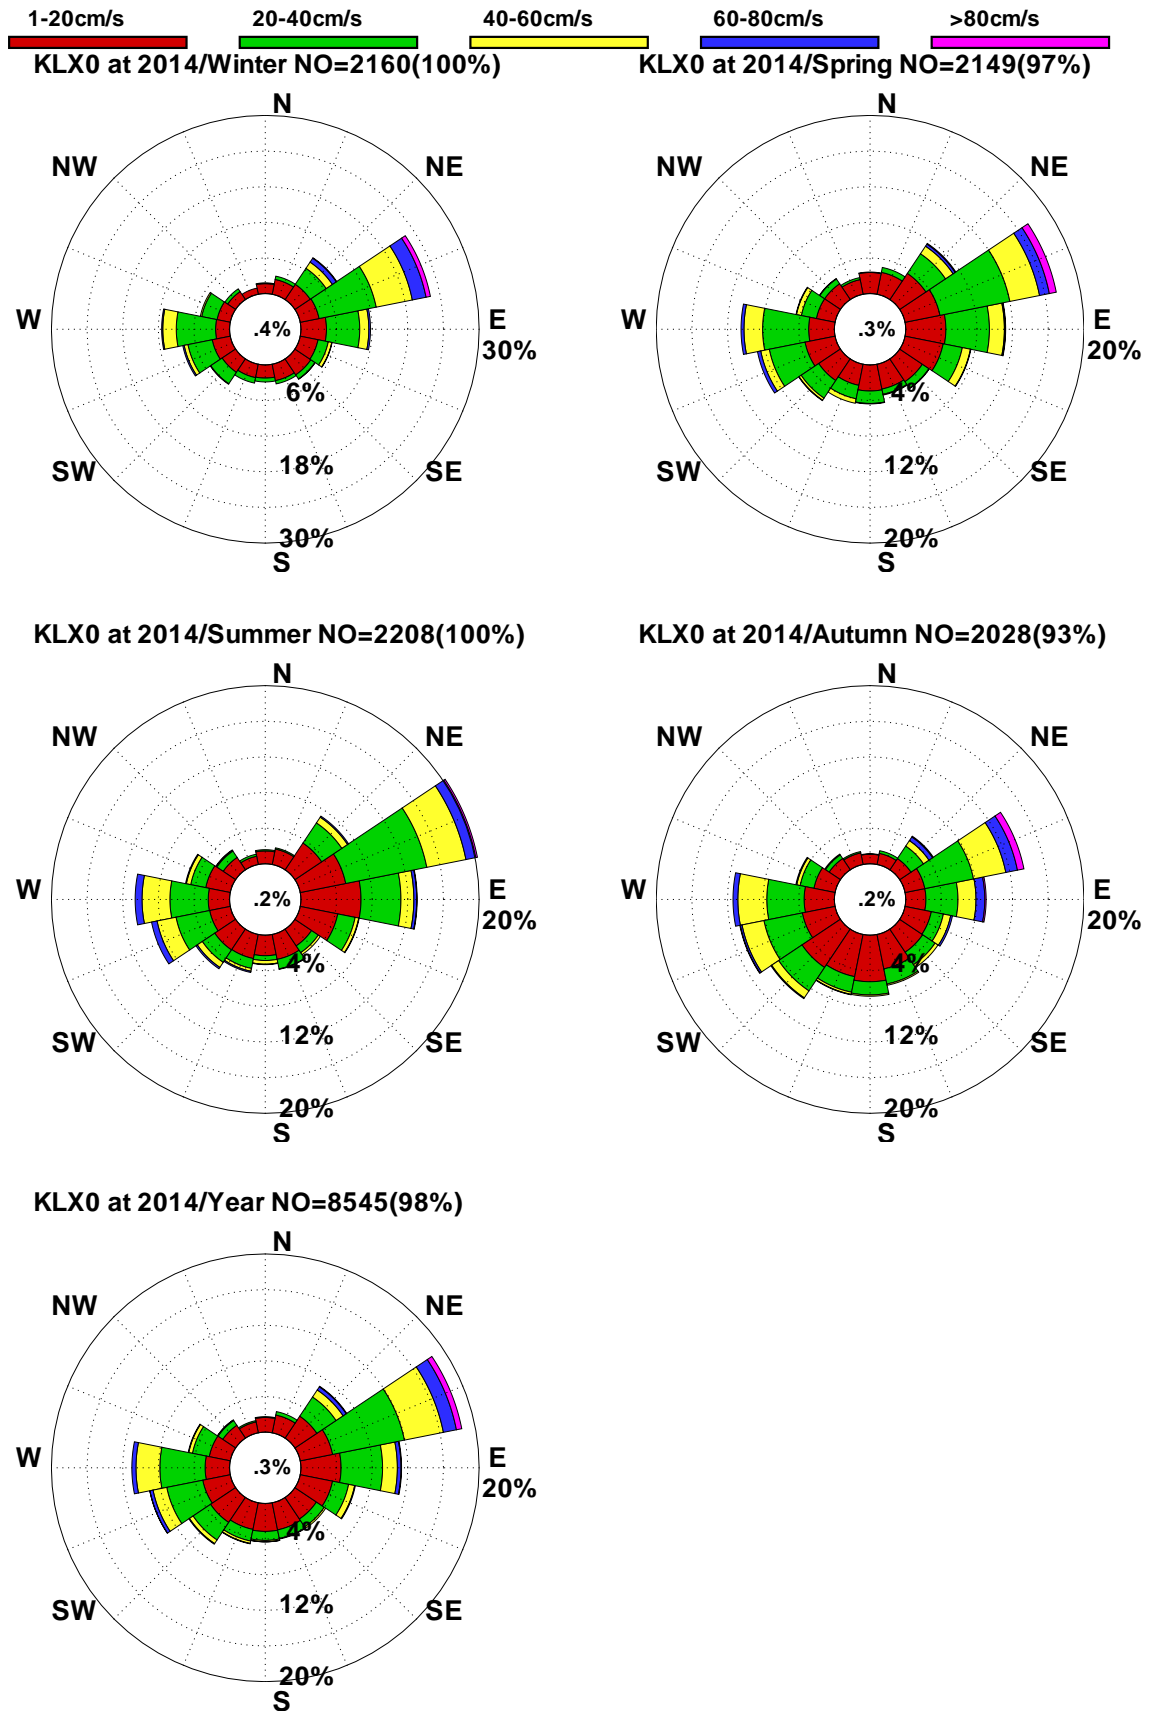 1-20cm/s 20-40cm/s 40-60cm/s 60-80cm/s >80cm/s
KLX0 at 2014/Winter NO=2160(100%)
N
NW NE
W .4% E
30%
6%
18%
SW SE
30%
S
KLX0 at 2014/Spring NO=2149(97%)
N
NW NE
W .3% E
20%
4%
12%
SW SE
20%
S
KLX0 at 2014/Summer NO=2208(100%)
N
NW NE
W .2% E
20%
4%
12%
SW SE
20%
S
KLX0 at 2014/Autumn NO=2028(93%)
N
NW NE
W .2% E
20%
4%
12%
SW SE
20%
S
KLX0 at 2014/Year NO=8545(98%)
N
NW NE
W .3% E
20%
4%
12%
SW SE
20%
S